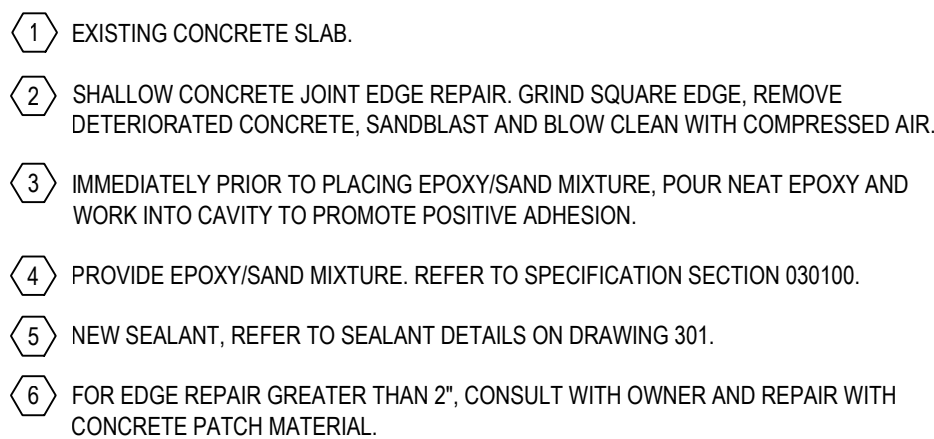 1 EXISTING CONCRETE SLAB.
2 SHALLOW CONCRETE JOINT EDGE REPAIR. GRIND SQUARE EDGE, REMOVE
DETERIORATED CONCRETE, SANDBLAST AND BLOW CLEAN WITH COMPRESSED AIR.
3 IMMEDIATELY PRIOR TO PLACING EPOXY/SAND MIXTURE, POUR NEAT EPOXY AND
WORK INTO CAVITY TO PROMOTE POSITIVE ADHESION.
4 PROVIDE EPOXY/SAND MIXTURE. REFER TO SPECIFICATION SECTION 030100.
5 NEW SEALANT, REFER TO SEALANT DETAILS ON DRAWING 301.
6 FOR EDGE REPAIR GREATER THAN 2", CONSULT WITH OWNER AND REPAIR WITH
CONCRETE PATCH MATERIAL.